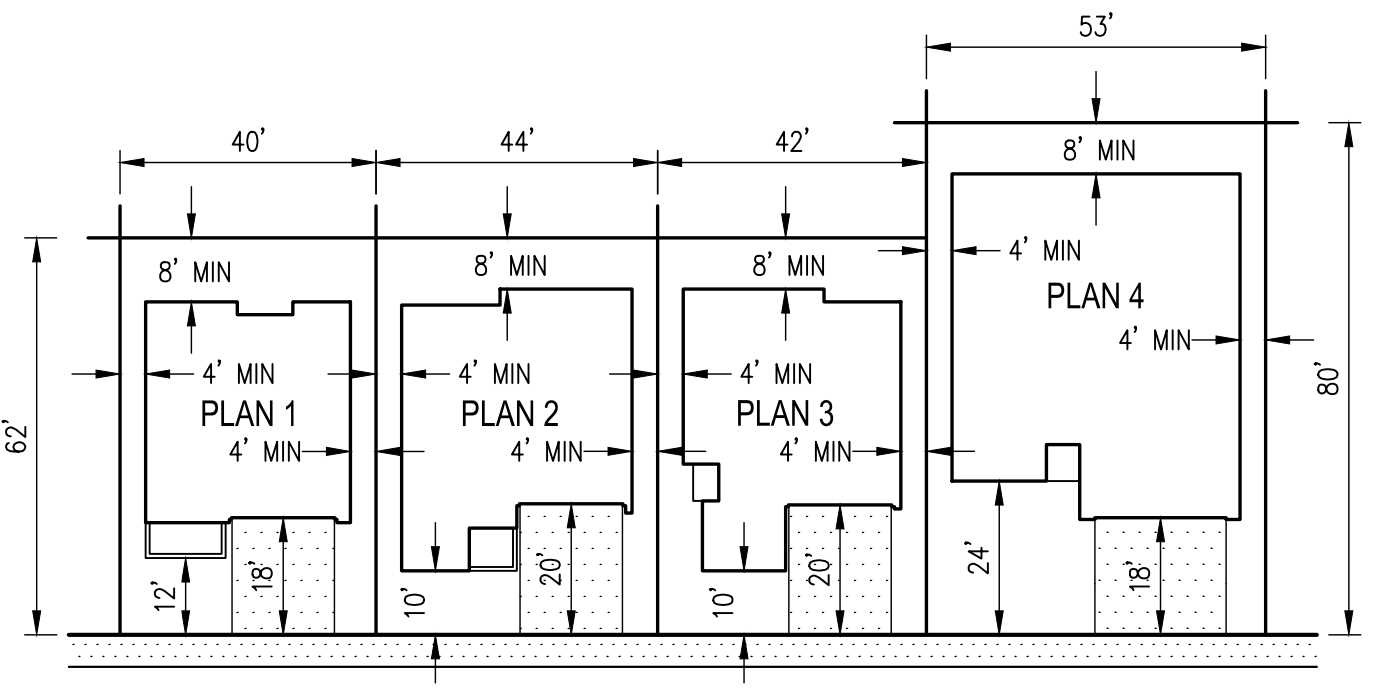 53'
40'
44'
42'
8' MIN
8' MIN
8' MIN
8' MIN
4' MIN
PLAN 4
4' MIN
4' MIN
4' MIN
4' MIN
80'
62'
PLAN 1
PLAN 2
PLAN 3
4' MIN
4' MIN
4' MIN
12'
18'
10'
20'
10'
20'
24'
18'